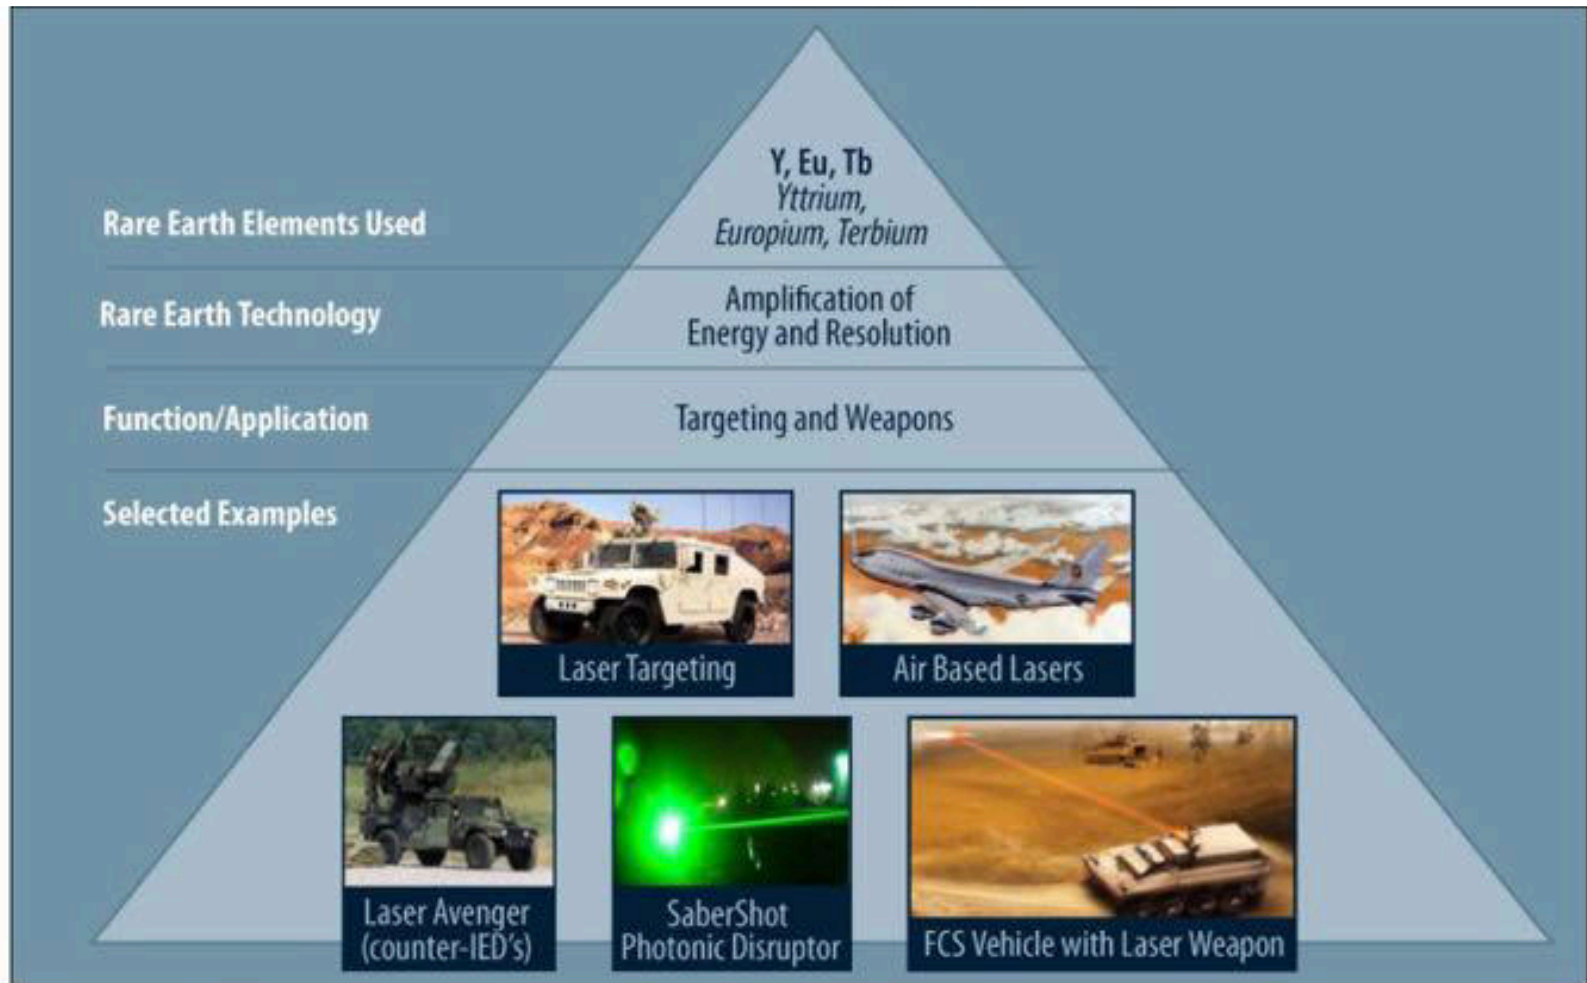 Y, Eu, Tb
Yttrium,
Europium, Terbium
Rare Earth Elements Used
Amplification of
Energy and Resolution
Rare Earth Technology
Function/Application
Targeting and Weapons
Selected Examples
Laser Targeting
Air Based Lasers
Laser Avenger
(counter-IED's)
SaberShot
Photonic Disruptor
FCS Vehicle with Laser Weapon